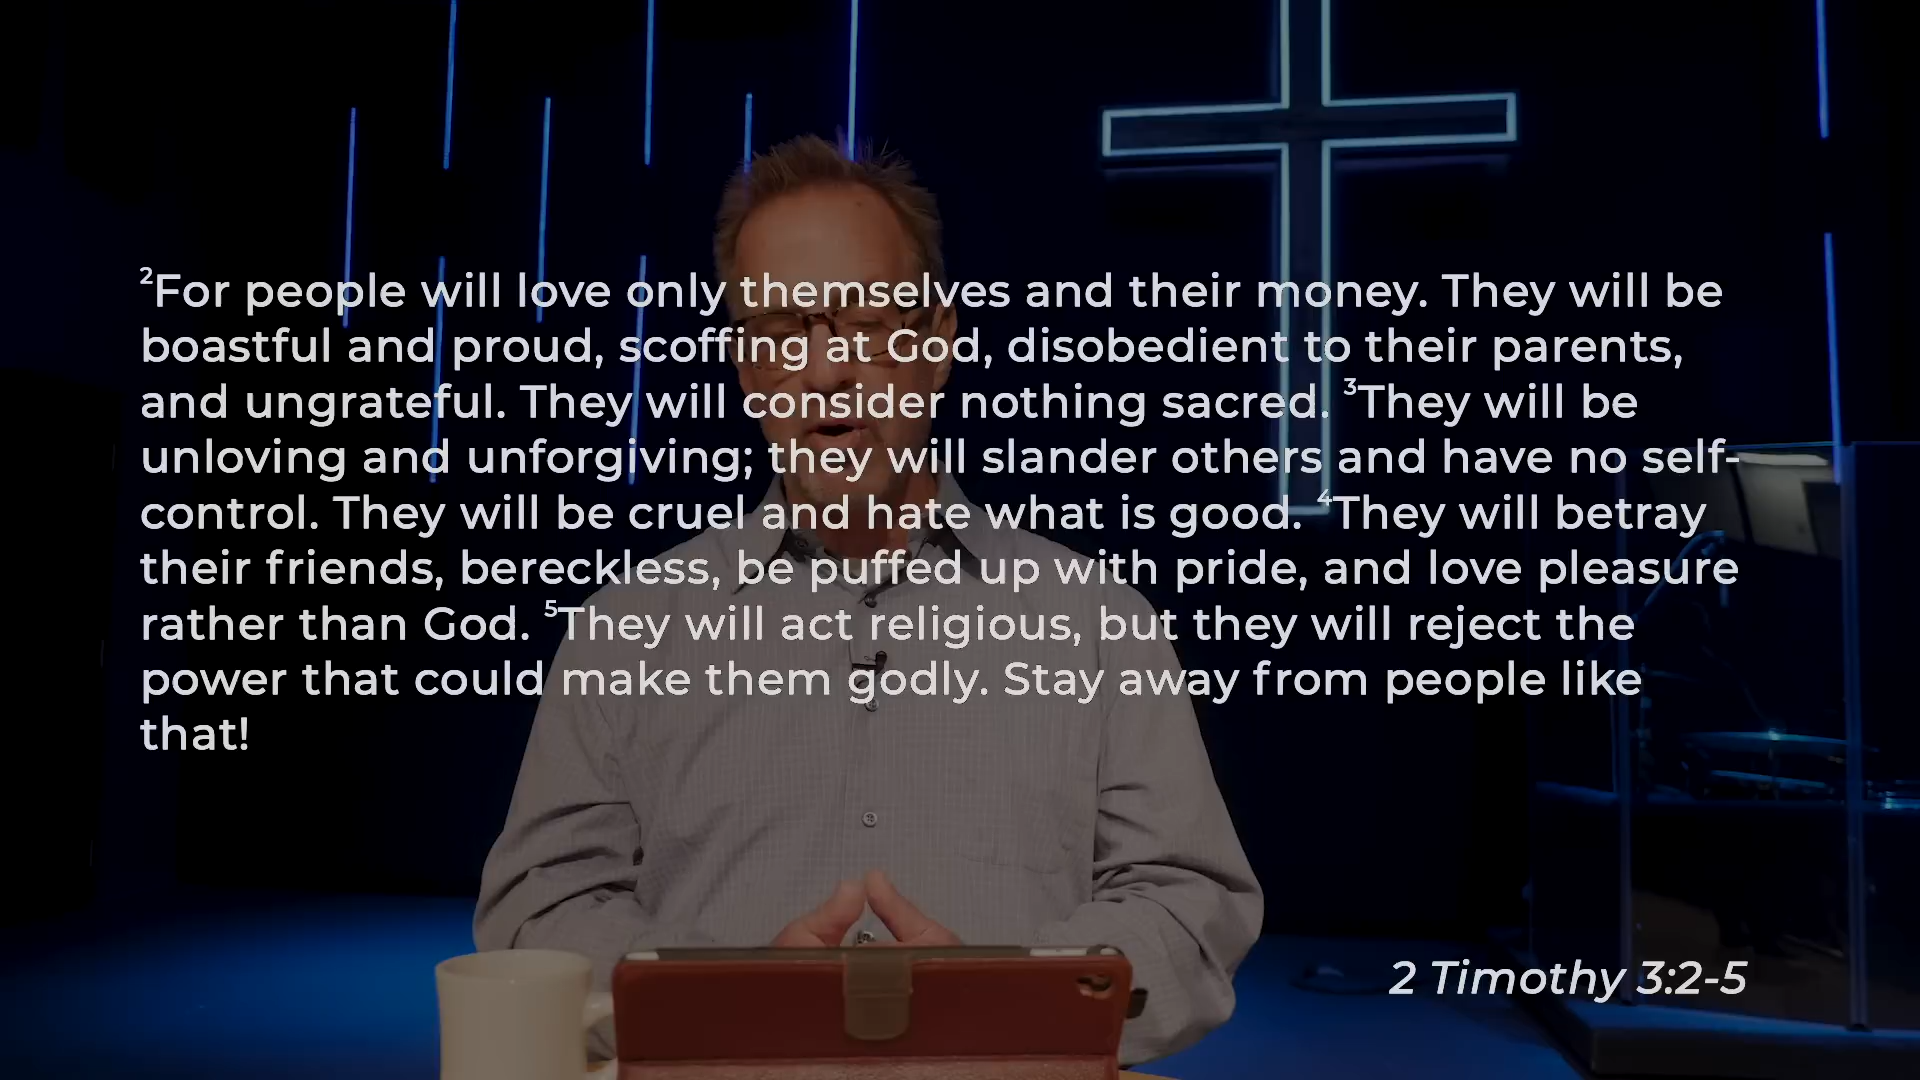 ²For people will love only themselves and their money. They will be
boastful and proud, scoffing at God, disobedient to their parents,
and ungrateful. They will consider nothing sacred. ³They will be
unloving and unforgiving; they will slander others and have no self-
control. They will be cruel and hate what is good. ⁴They will betray
their friends, bereckless, be puffed up with pride, and love pleasure
rather than God. ⁵They will act religious, but they will reject the
power that could make them godly. Stay away from people like
that!
2 Timothy 3:2-5